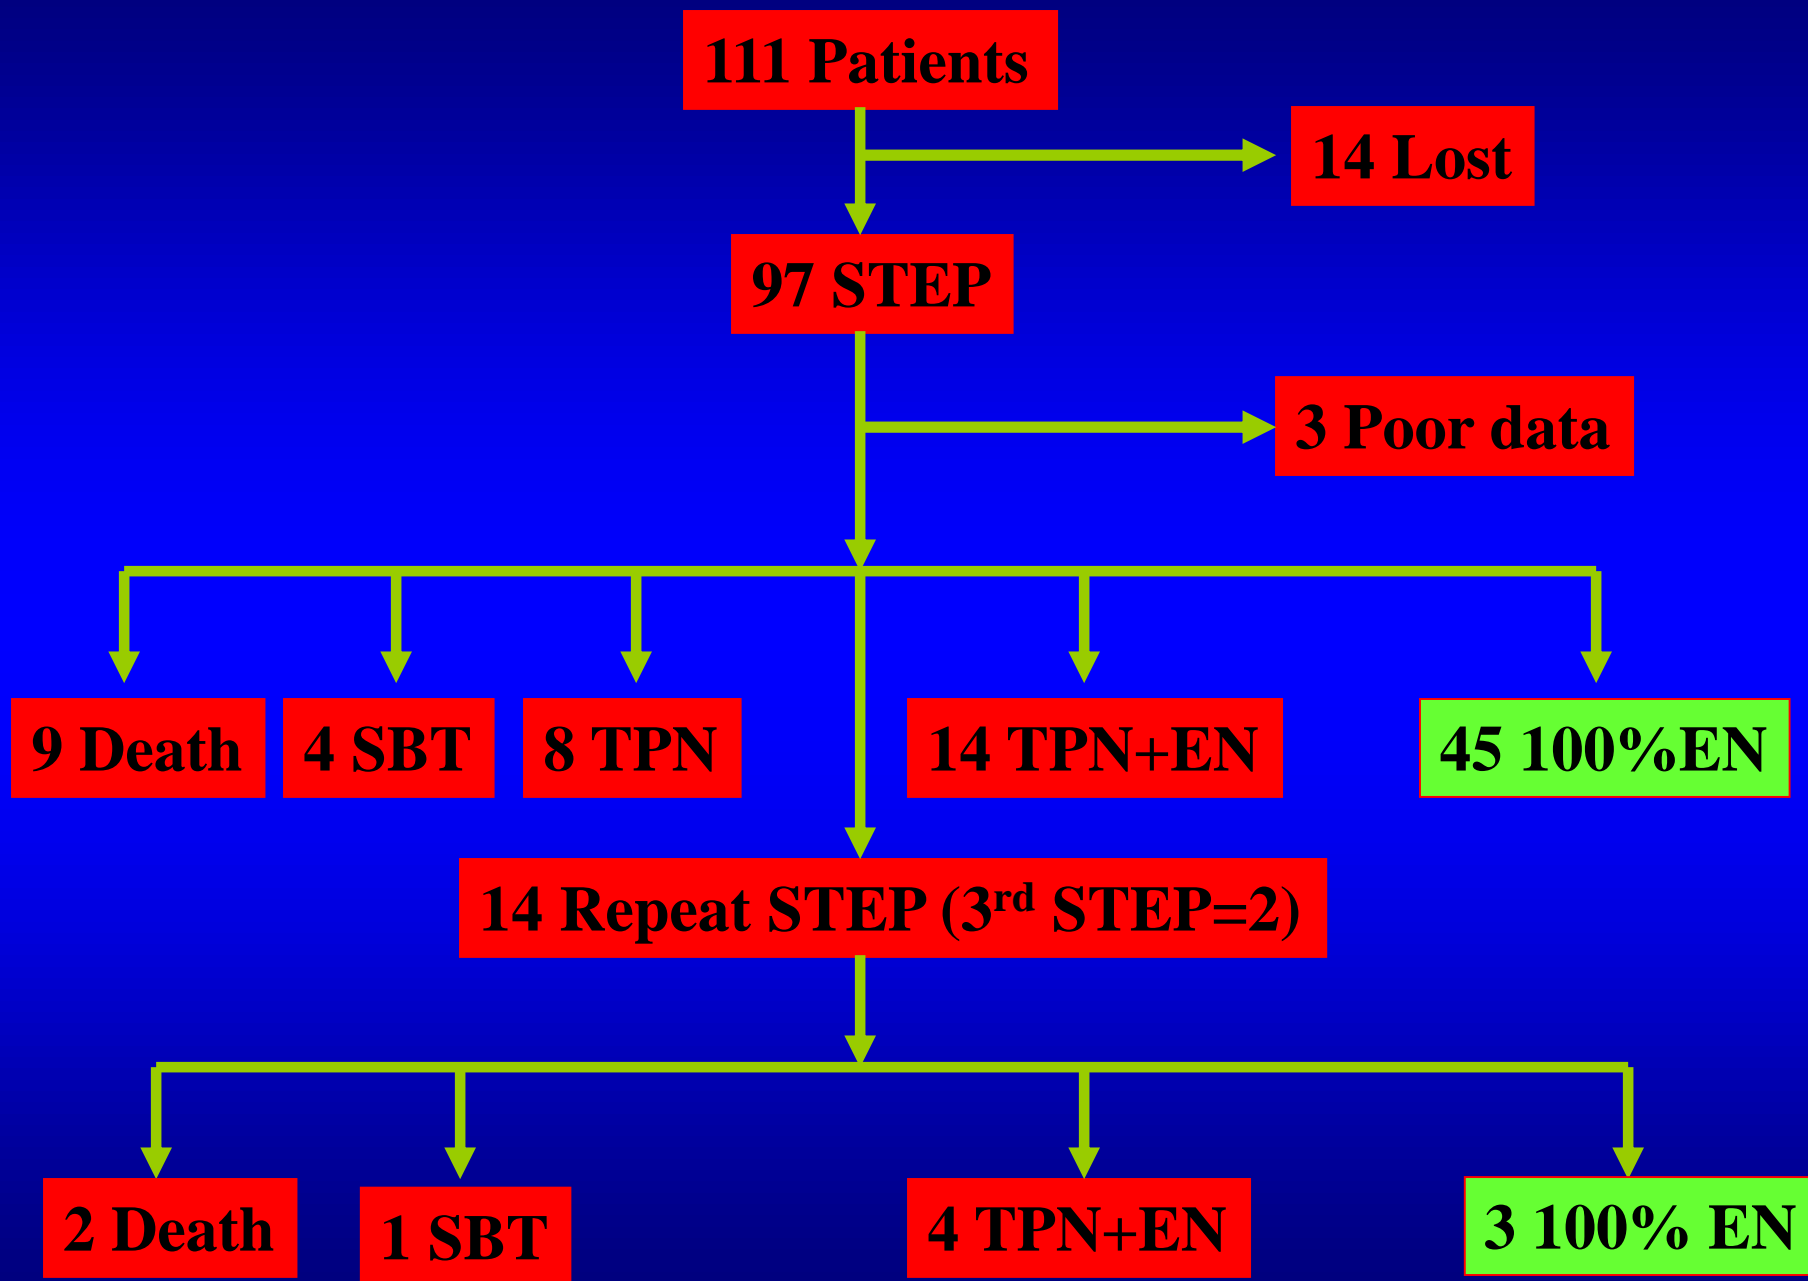 111 Patients
14 Lost
97 STEP
3 Poor data
9 Death
4 SBT
8 TPN
14 TPN+EN
45 100%EN
14 Repeat STEP (3rd STEP=2)
2 Death
1 SBT
4 TPN+EN
3 100% EN